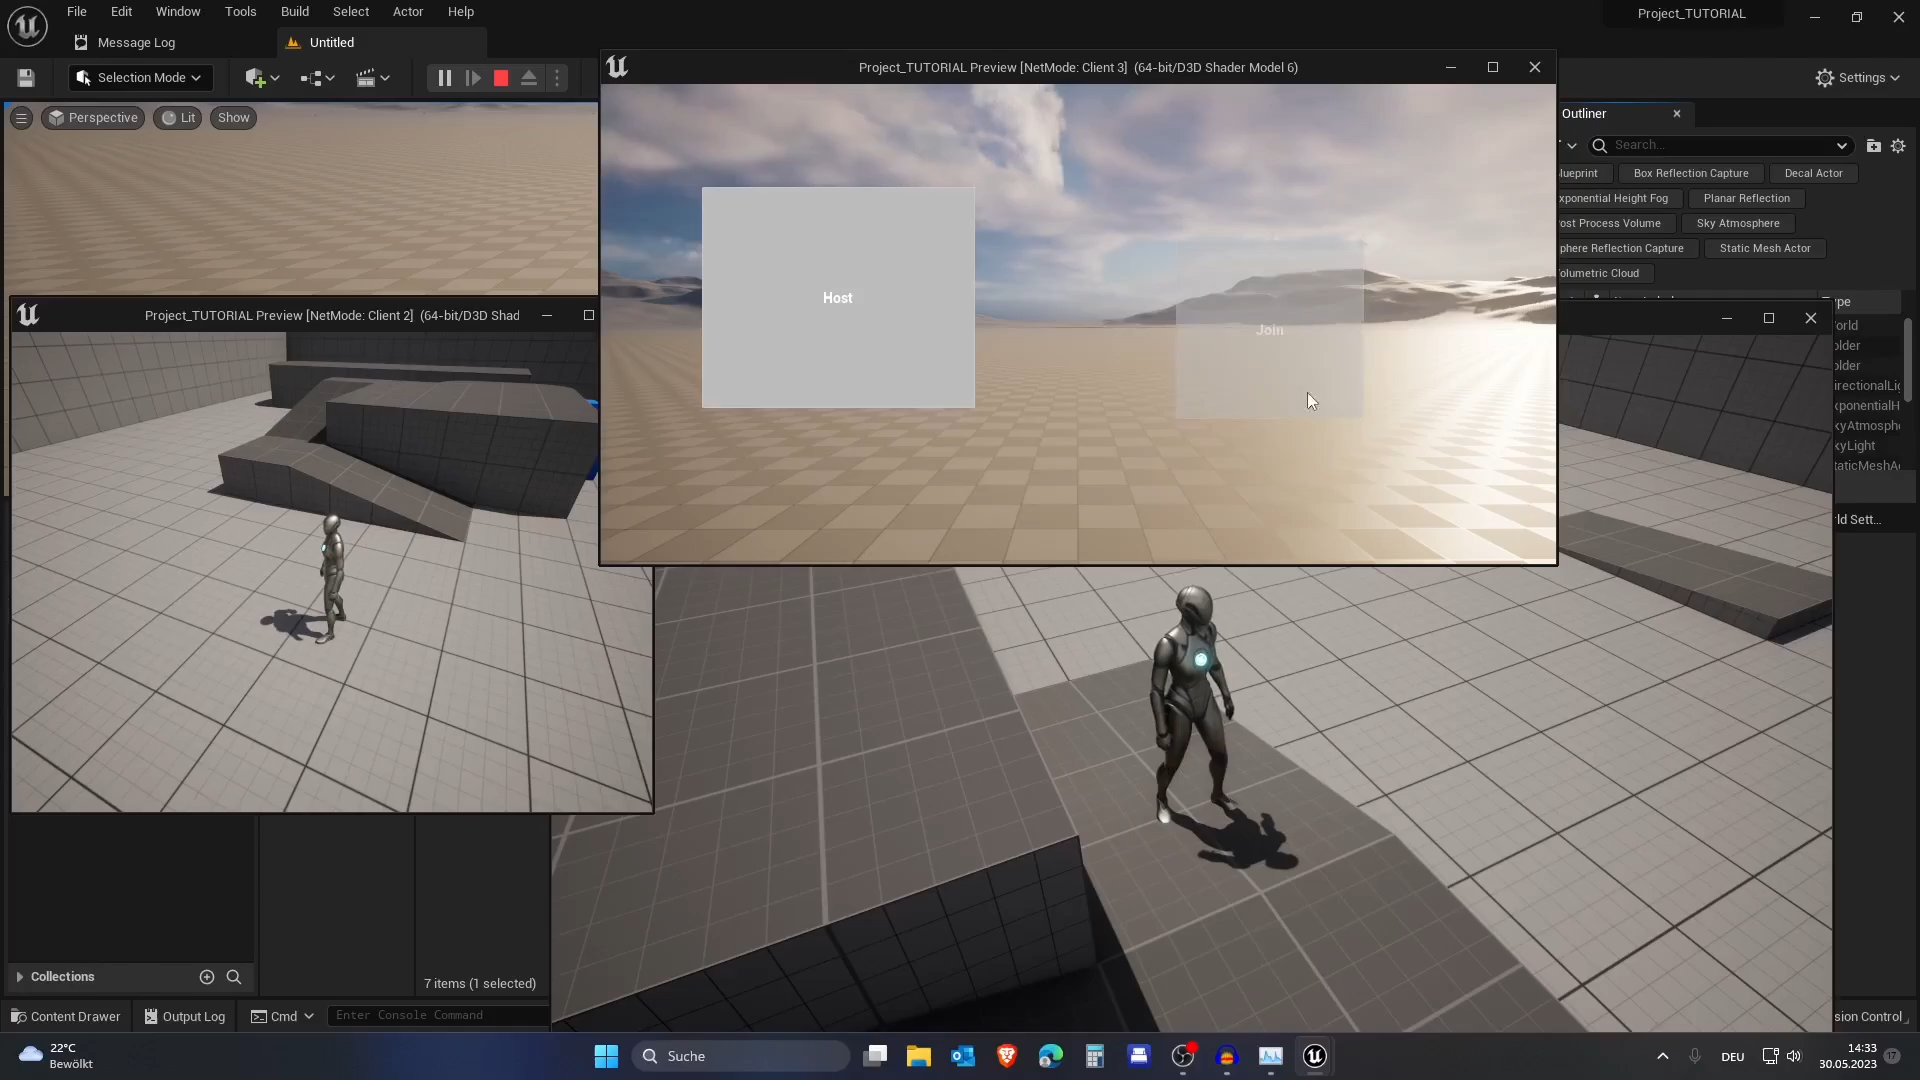 File Edit Window Tools Build Select Actor Help
Project_TUTORIAL
Message Log
Untitled
Selection Mode
Settings
Perspective
Lit
Show
Project_TUTORIAL Preview [NetMode: Client 3] (64-bit/D3D Shader Model 6)
Host
Join
Project_TUTORIAL Preview [NetMode: Client 2] (64-bit/D3D Shad
Outliner
Search...
lueprint
Box Reflection Capture
Decal Actor
xponential Height Fog
Planar Reflection
ost Process Volume
Sky Atmosphere
phere Reflection Capture
Static Mesh Actor
olumetric Cloud
ype
orld
older
older
irectionalLig
xponentialH
kyAtmosphe
kyLight
taticMeshAc
ld Sett...
Collections
7 items (1 selected)
Content Drawer
Output Log
Cmd
Enter Console Command
sion Control
22°C
Bewölkt
Suche
DEU
14:33
30.05.2023
17